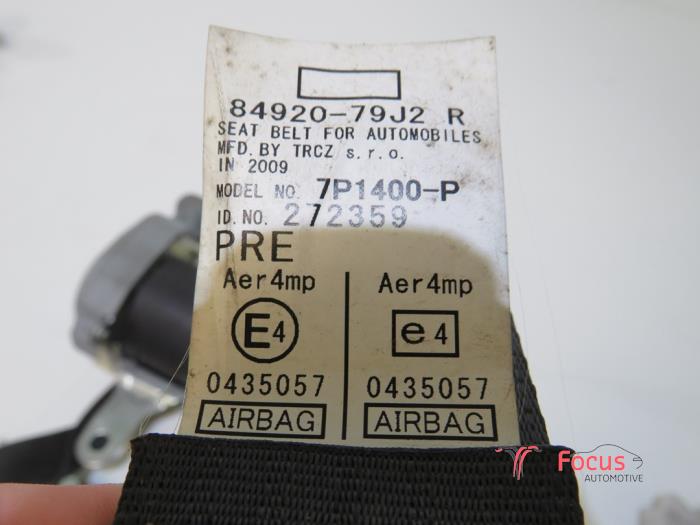 84920-79J2 R
SEAT BELT FOR AUTOMOBILES
MFD. BY TRCZ s.r.o.
IN 2009
MODEL NO. 7P1400-P
ID.NO. 272359
PRE
Aer4mp Aer4mp
E4 e4
0435057 0435057
AIRBAG AIRBAG
Focus
AUTOMOTIVE